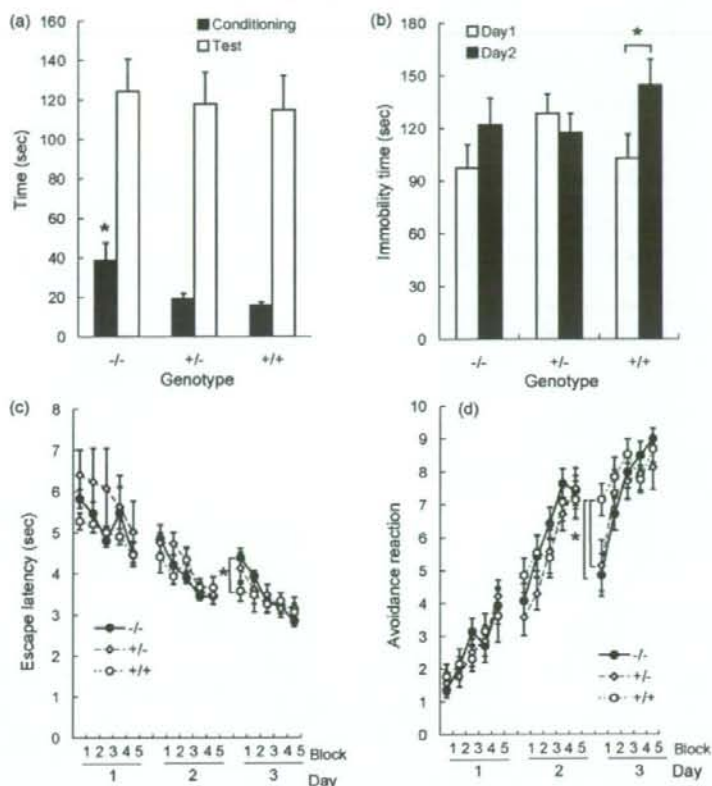 (a)
Conditioning
Test
Time (sec)
160
140
120
100
80
60
40
20
0
*
-/- +/- +/+
Genotype
(b)
Day1
Day2
Immobility time (sec)
180
150
120
90
60
30
0
*
-/- +/- +/+
Genotype
(c)
Escape latency (sec)
8
7
6
5
4
3
2
1
0
*
-/-
+/-
+/+
1 2 3 4 5 1 2 3 4 5 1 2 3 4 5 Block
1 2 3 Day
(d)
Avoidance reaction
10
9
8
7
6
5
4
3
2
1
0
*
-/-
+/-
+/+
1 2 3 4 5 1 2 3 4 5 1 2 3 4 5 Block
1 2 3 Day